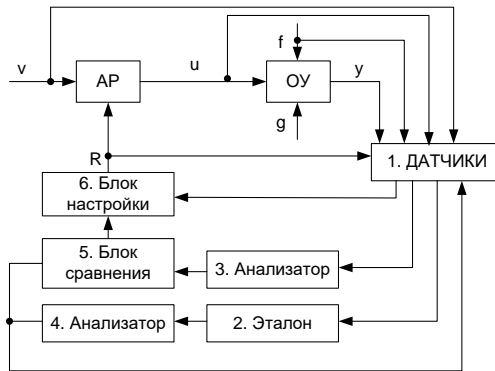 f
v
АР
u
ОУ
y
g
1. ДАТЧИКИ
R
6. Блок
настройки
5. Блок
сравнения
3. Анализатор
4. Анализатор
2. Эталон